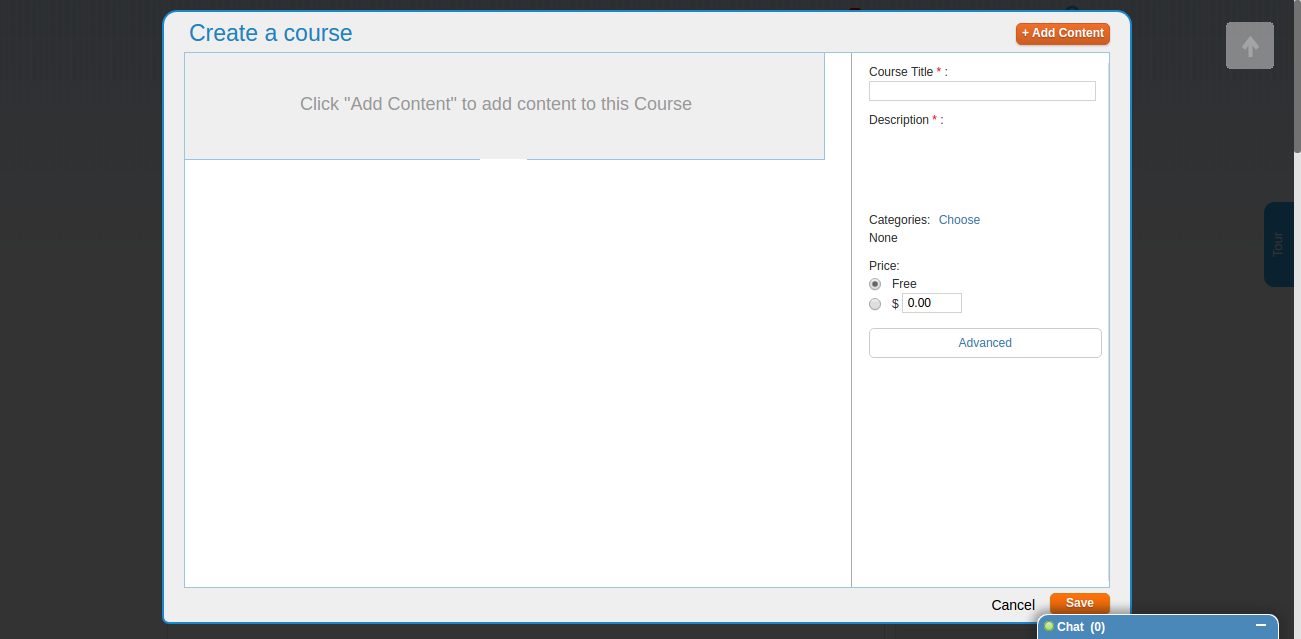 Create a course
+ Add Content
Click "Add Content" to add content to this Course
Course Title * :
Description * :
Categories: Choose
None
Price:
Free
$ 0.00
Advanced
Tour
Cancel
Save
Chat (0)